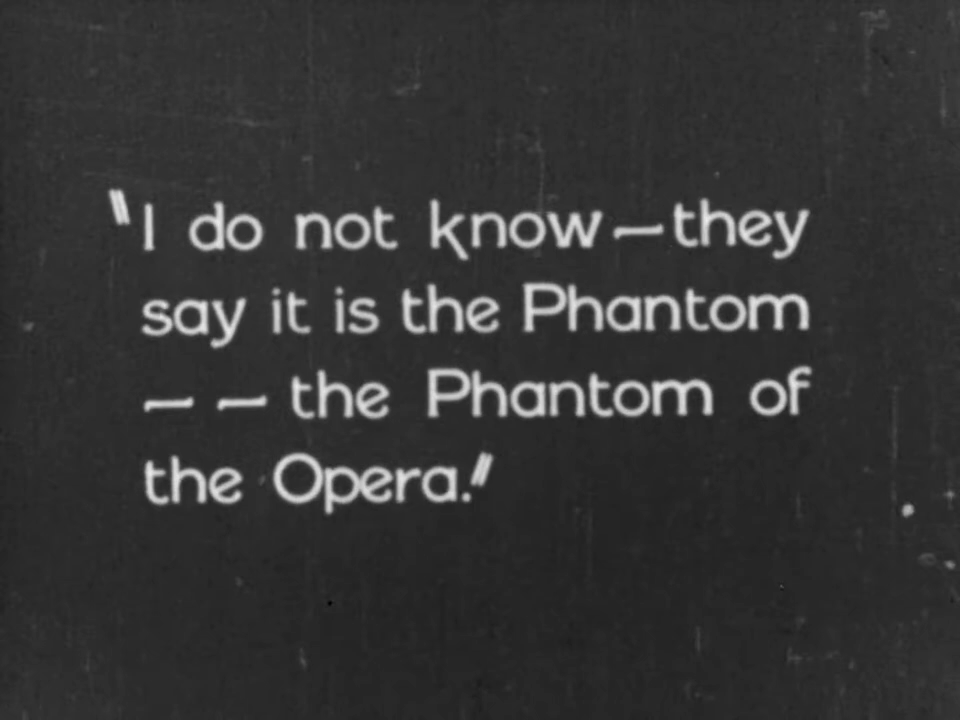 "I do not know—they
say it is the Phantom
— — the Phantom of
the Opera."